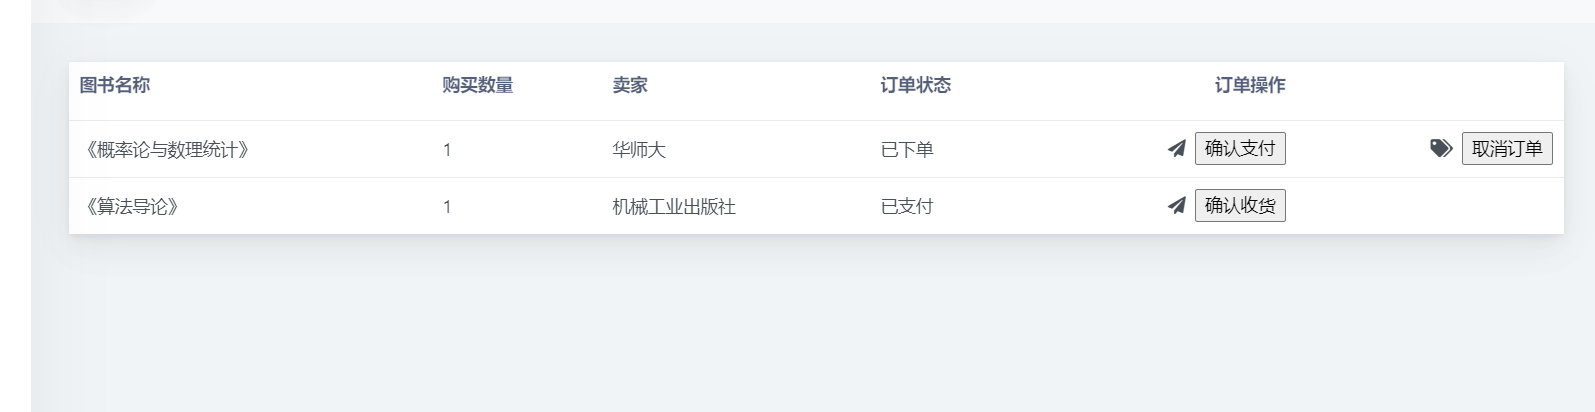 图书名称 购买数量 卖家 订单状态 订单操作
《概率论与数理统计》 1 华师大 已下单 确认支付 取消订单
《算法导论》 1 机械工业出版社 已支付 确认收货